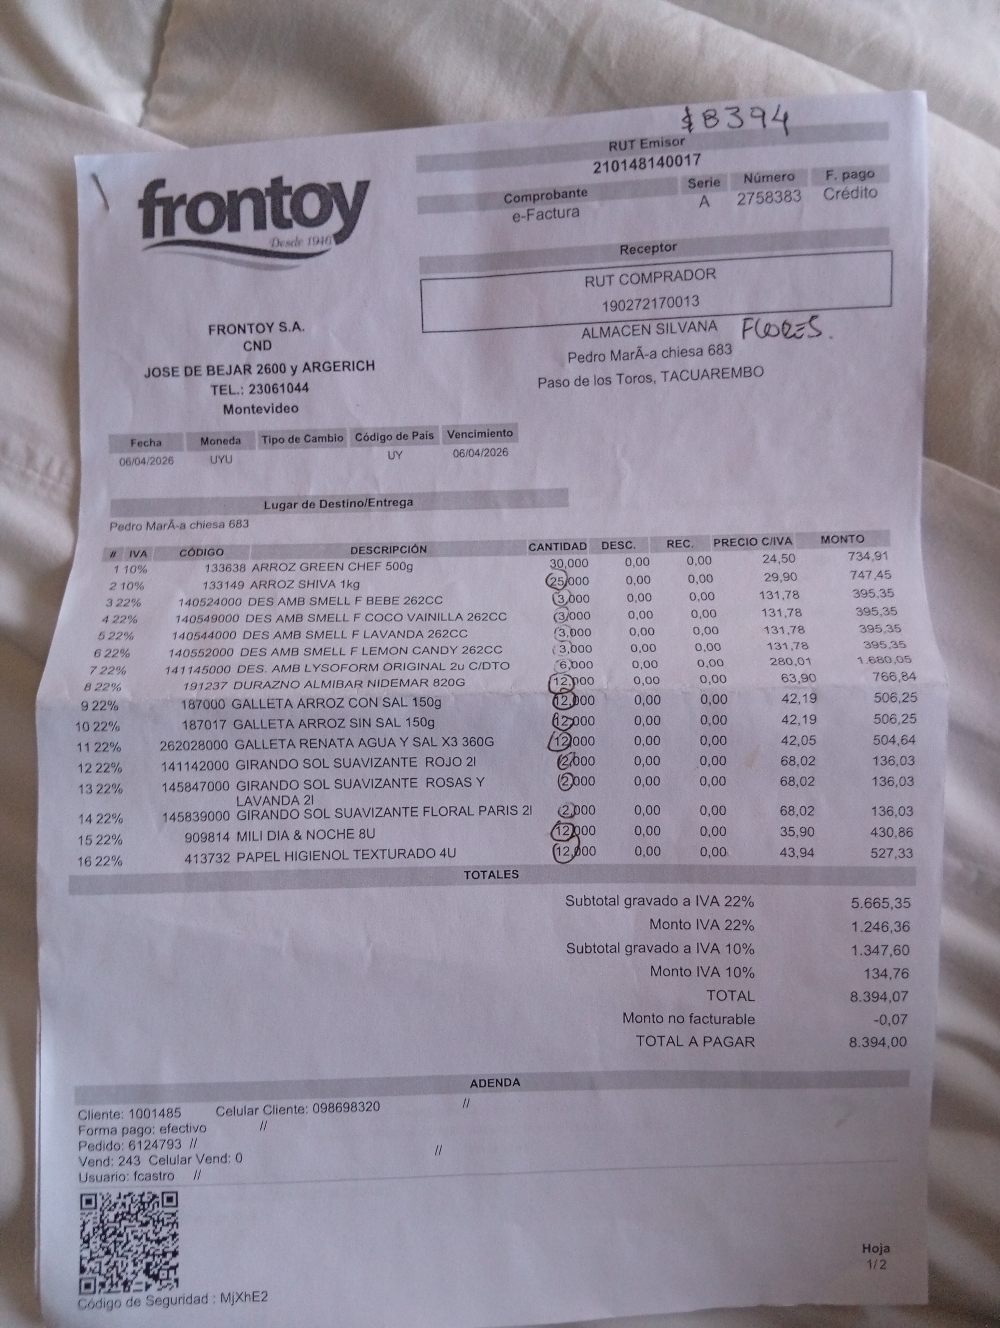 $8394
RUT Emisor
210148140017
Comprobante Serie Número F. pago
e-Factura A 2758383 Crédito
frontoy
Desde 1946
Receptor
RUT COMPRADOR
190272170013
ALMACEN SILVANA FLORES.
Pedro MarÃ-a chiesa 683
Paso de los Toros, TACUAREMBO
FRONTOY S.A.
CND
JOSE DE BEJAR 2600 y ARGERICH
TEL.: 23061044
Montevideo
Fecha Moneda Tipo de Cambio Código de País Vencimiento
06/04/2026 UYU UY 06/04/2026
Lugar de Destino/Entrega
Pedro MarÃ-a chiesa 683
# IVA CÓDIGO DESCRIPCIÓN CANTIDAD DESC. REC. PRECIO C/IVA MONTO
1 10% 133638 ARROZ GREEN CHEF 500g 30,000 0,00 0,00 24,50 734,91
2 10% 133149 ARROZ SHIVA 1kg 25,000 0,00 0,00 29,90 747,45
3 22% 140524000 DES AMB SMELL F BEBE 262CC 3,000 0,00 0,00 131,78 395,35
4 22% 140549000 DES AMB SMELL F COCO VAINILLA 262CC 3,000 0,00 0,00 131,78 395,35
5 22% 140544000 DES AMB SMELL F LAVANDA 262CC 3,000 0,00 0,00 131,78 395,35
6 22% 140552000 DES AMB SMELL F LEMON CANDY 262CC 3,000 0,00 0,00 131,78 395,35
7 22% 141145000 DES. AMB LYSOFORM ORIGINAL 2u C/DTO 6,000 0,00 0,00 280,01 1.680,05
8 22% 191237 DURAZNO ALMIBAR NIDEMAR 820G 12,000 0,00 0,00 63,90 766,84
9 22% 187000 GALLETA ARROZ CON SAL 150g 12,000 0,00 0,00 42,19 506,25
10 22% 187017 GALLETA ARROZ SIN SAL 150g 12,000 0,00 0,00 42,19 506,25
11 22% 262028000 GALLETA RENATA AGUA Y SAL X3 360G 12,000 0,00 0,00 42,05 504,64
12 22% 141142000 GIRANDO SOL SUAVIZANTE ROJO 2l 2,000 0,00 0,00 68,02 136,03
13 22% 145847000 GIRANDO SOL SUAVIZANTE ROSAS Y 2,000 0,00 0,00 68,02 136,03
LAVANDA 2l
14 22% 145839000 GIRANDO SOL SUAVIZANTE FLORAL PARIS 2l 2,000 0,00 0,00 68,02 136,03
15 22% 909814 MILI DIA & NOCHE 8U 12,000 0,00 0,00 35,90 430,86
16 22% 413732 PAPEL HIGIENOL TEXTURADO 4U 12,000 0,00 0,00 43,94 527,33
TOTALES
Subtotal gravado a IVA 22% 5.665,35
Monto IVA 22% 1.246,36
Subtotal gravado a IVA 10% 1.347,60
Monto IVA 10% 134,76
TOTAL 8.394,07
Monto no facturable -0,07
TOTAL A PAGAR 8.394,00
ADENDA
Cliente: 1001485 Celular Cliente: 098698320 //
Forma pago: efectivo //
Pedido: 6124793 //
Vend: 243 Celular Vend: 0 //
Usuario: fcastro //
Hoja
1/2
Código de Seguridad : MjXhE2